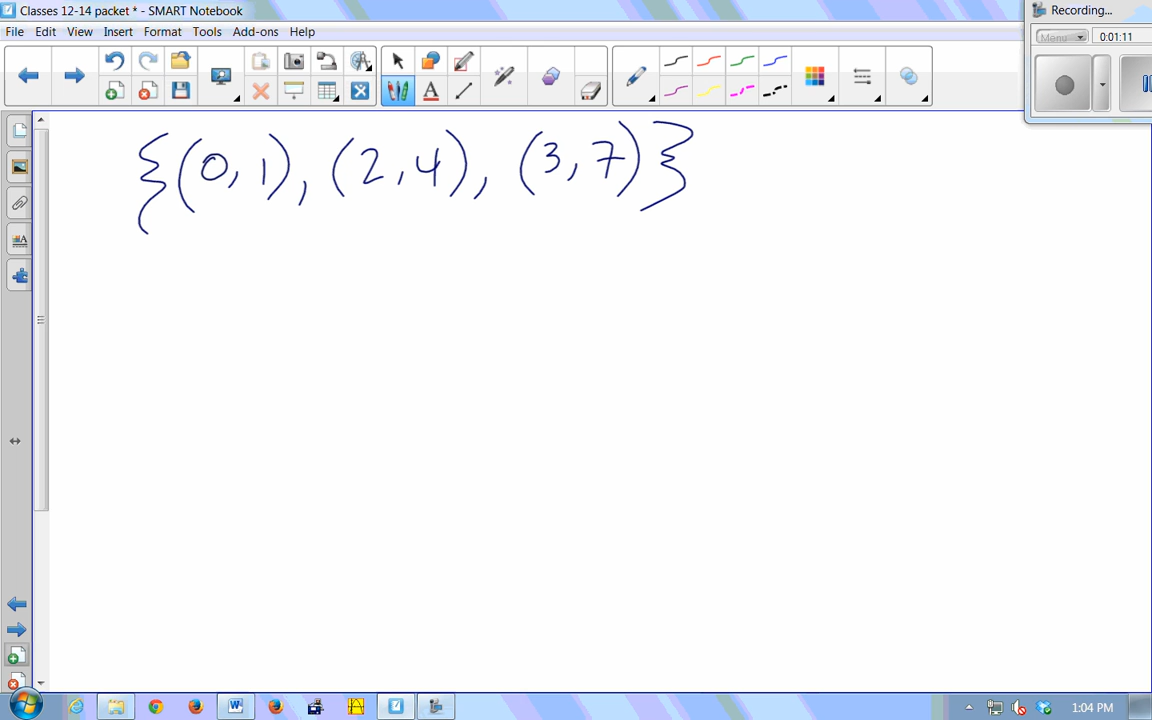 Classes 12-14 packet * - SMART Notebook
Recording...
File Edit View Insert Format Tools Add-ons Help
Menu 0:01:11
{(0, 1), (2, 4), (3, 7)}
1:04 PM